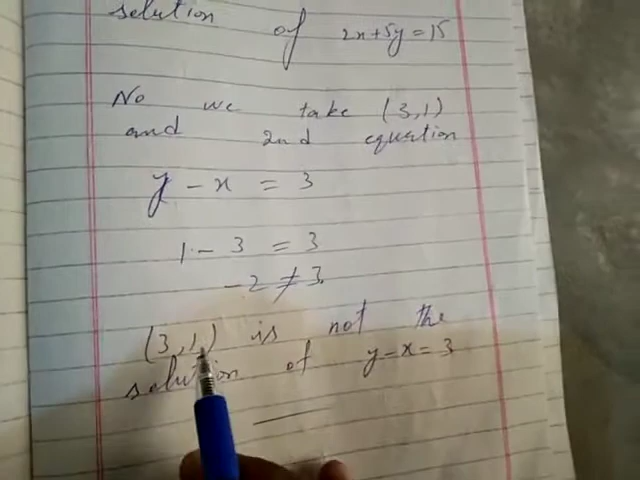 solution of 2x+5y=15
No we take (3,1)
and 2nd equation
y - x = 3
1 - 3 = 3
-2 ≠ 3
(3,1) is not the
solution of y-x=3